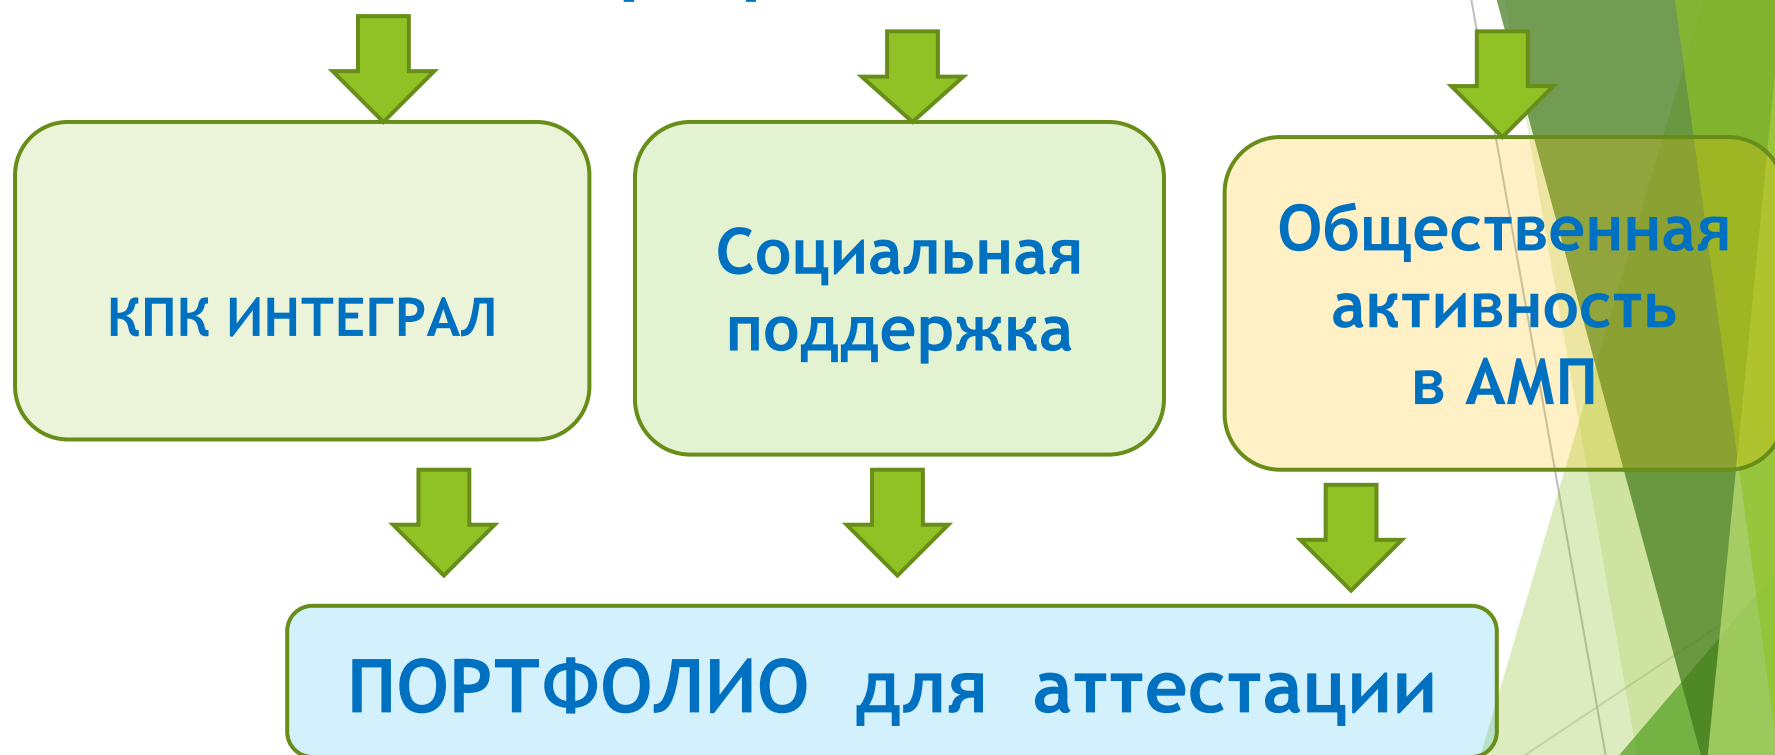 КПК ИНТЕГРАЛ
Социальная
поддержка
Общественная
активность
в АМП
ПОРТФОЛИО для аттестации